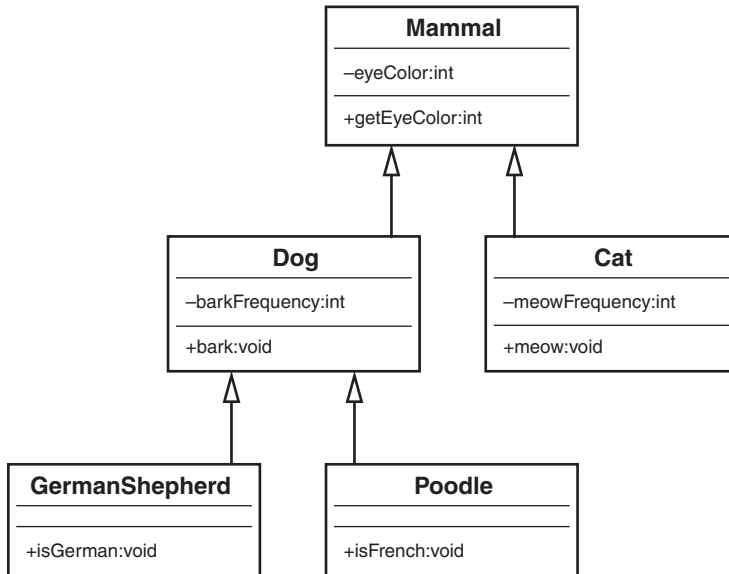 Mammal
–eyeColor:int
+getEyeColor:int
Dog
–barkFrequency:int
+bark:void
Cat
–meowFrequency:int
+meow:void
GermanShepherd
+isGerman:void
Poodle
+isFrench:void